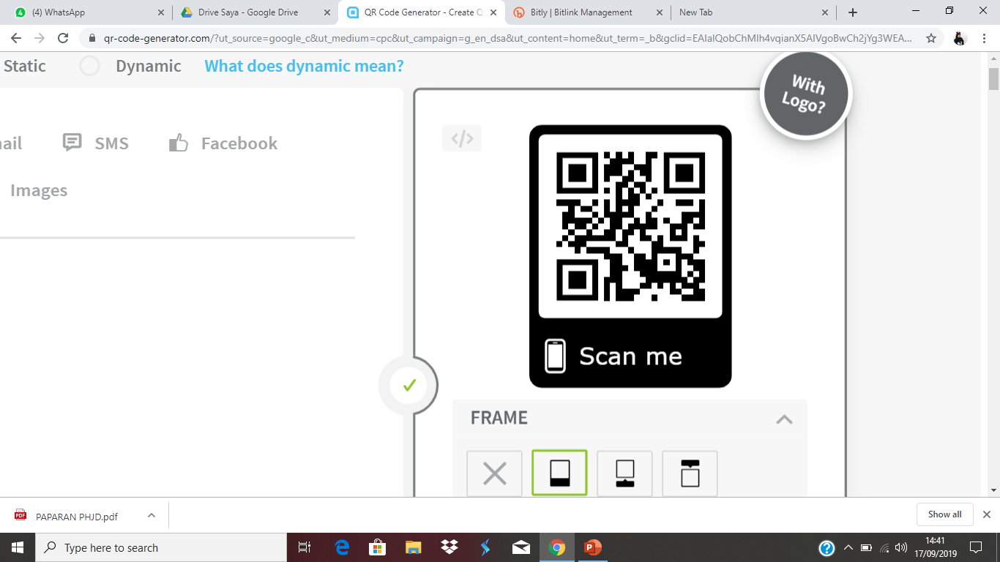 (4) WhatsApp
Drive Saya - Google Drive
QR Code Generator - Create Q
Bitly | Bitlink Management
New Tab
qr-code-generator.com/?ut_source=google_c&ut_medium=cpc&ut_campaign=g_en_dsa&ut_content=home&ut_term=_b&gclid=EAIaIQobChMIh4vqianX5AIVgoBwCh2jYg3WEA...
Static
Dynamic
What does dynamic mean?
With
Logo?
ail
SMS
Facebook
</>
Images
Scan me
FRAME
PDF
PAPARAN PHJD.pdf
Show all
Type here to search
14:41
17/09/2019